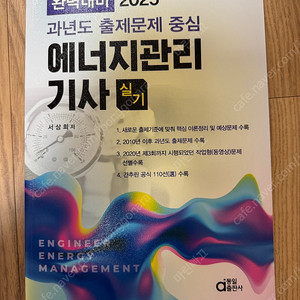 완벽대비 2025
과년도 출제문제 중심
에너지관리
기사 실기
서상희 저
1. 새로운 출제기준에 맞춰 핵심 이론정리 및 예상문제 수록
2. 2010년 이후 과년도 출제문제 수록
3. 2020년 제3회까지 시행되었던 작업형(동영상)문제
선별수록
4. 간추린 공식 110선(選) 수록
ENGINEER
ENERGY
MANAGEMENT
동일
출판사